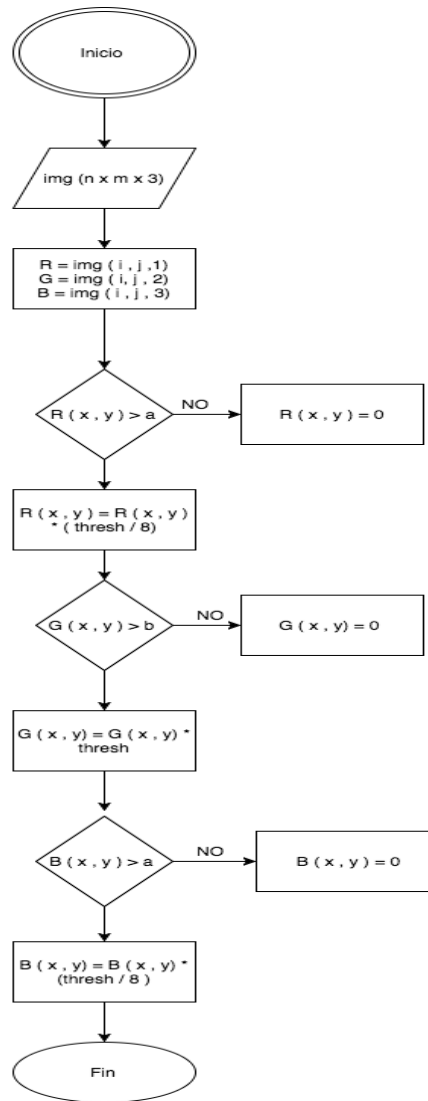 Inicio
img (n x m x 3)
R = img ( i , j ,1)
G = img ( i, j , 2)
B = img ( i , j , 3)
R ( x , y ) > a
NO
R ( x , y ) = 0
R ( x , y ) = R ( x , y )
* ( thresh / 8)
G ( x , y ) > b
NO
G ( x , y) = 0
G ( x , y) = G ( x , y) *
thresh
B ( x , y ) > a
NO
B ( x , y ) = 0
B ( x , y) = B ( x , y) *
(thresh / 8 )
Fin